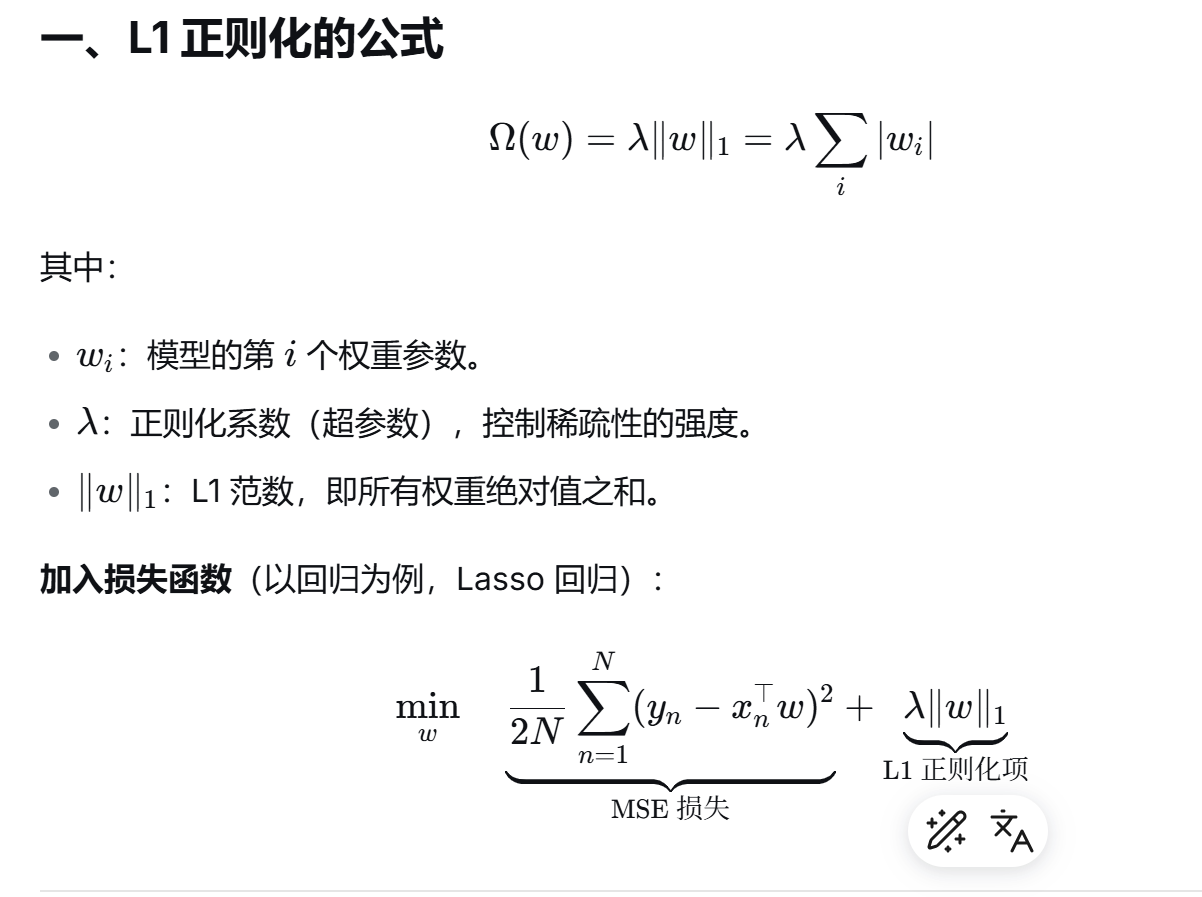 一、L1 正则化的公式
Ω(w) = λ‖w‖₁ = λ ∑ᵢ |wᵢ|
其中：
• wᵢ：模型的第 i 个权重参数。
• λ：正则化系数（超参数），控制稀疏性的强度。
• ‖w‖₁：L1 范数，即所有权重绝对值之和。
加入损失函数（以回归为例，Lasso 回归）：
min_w 1/(2N) ∑_{n=1}^{N} (yₙ − xₙ^⊤ w)² + λ‖w‖₁
L1 正则化项
MSE 损失